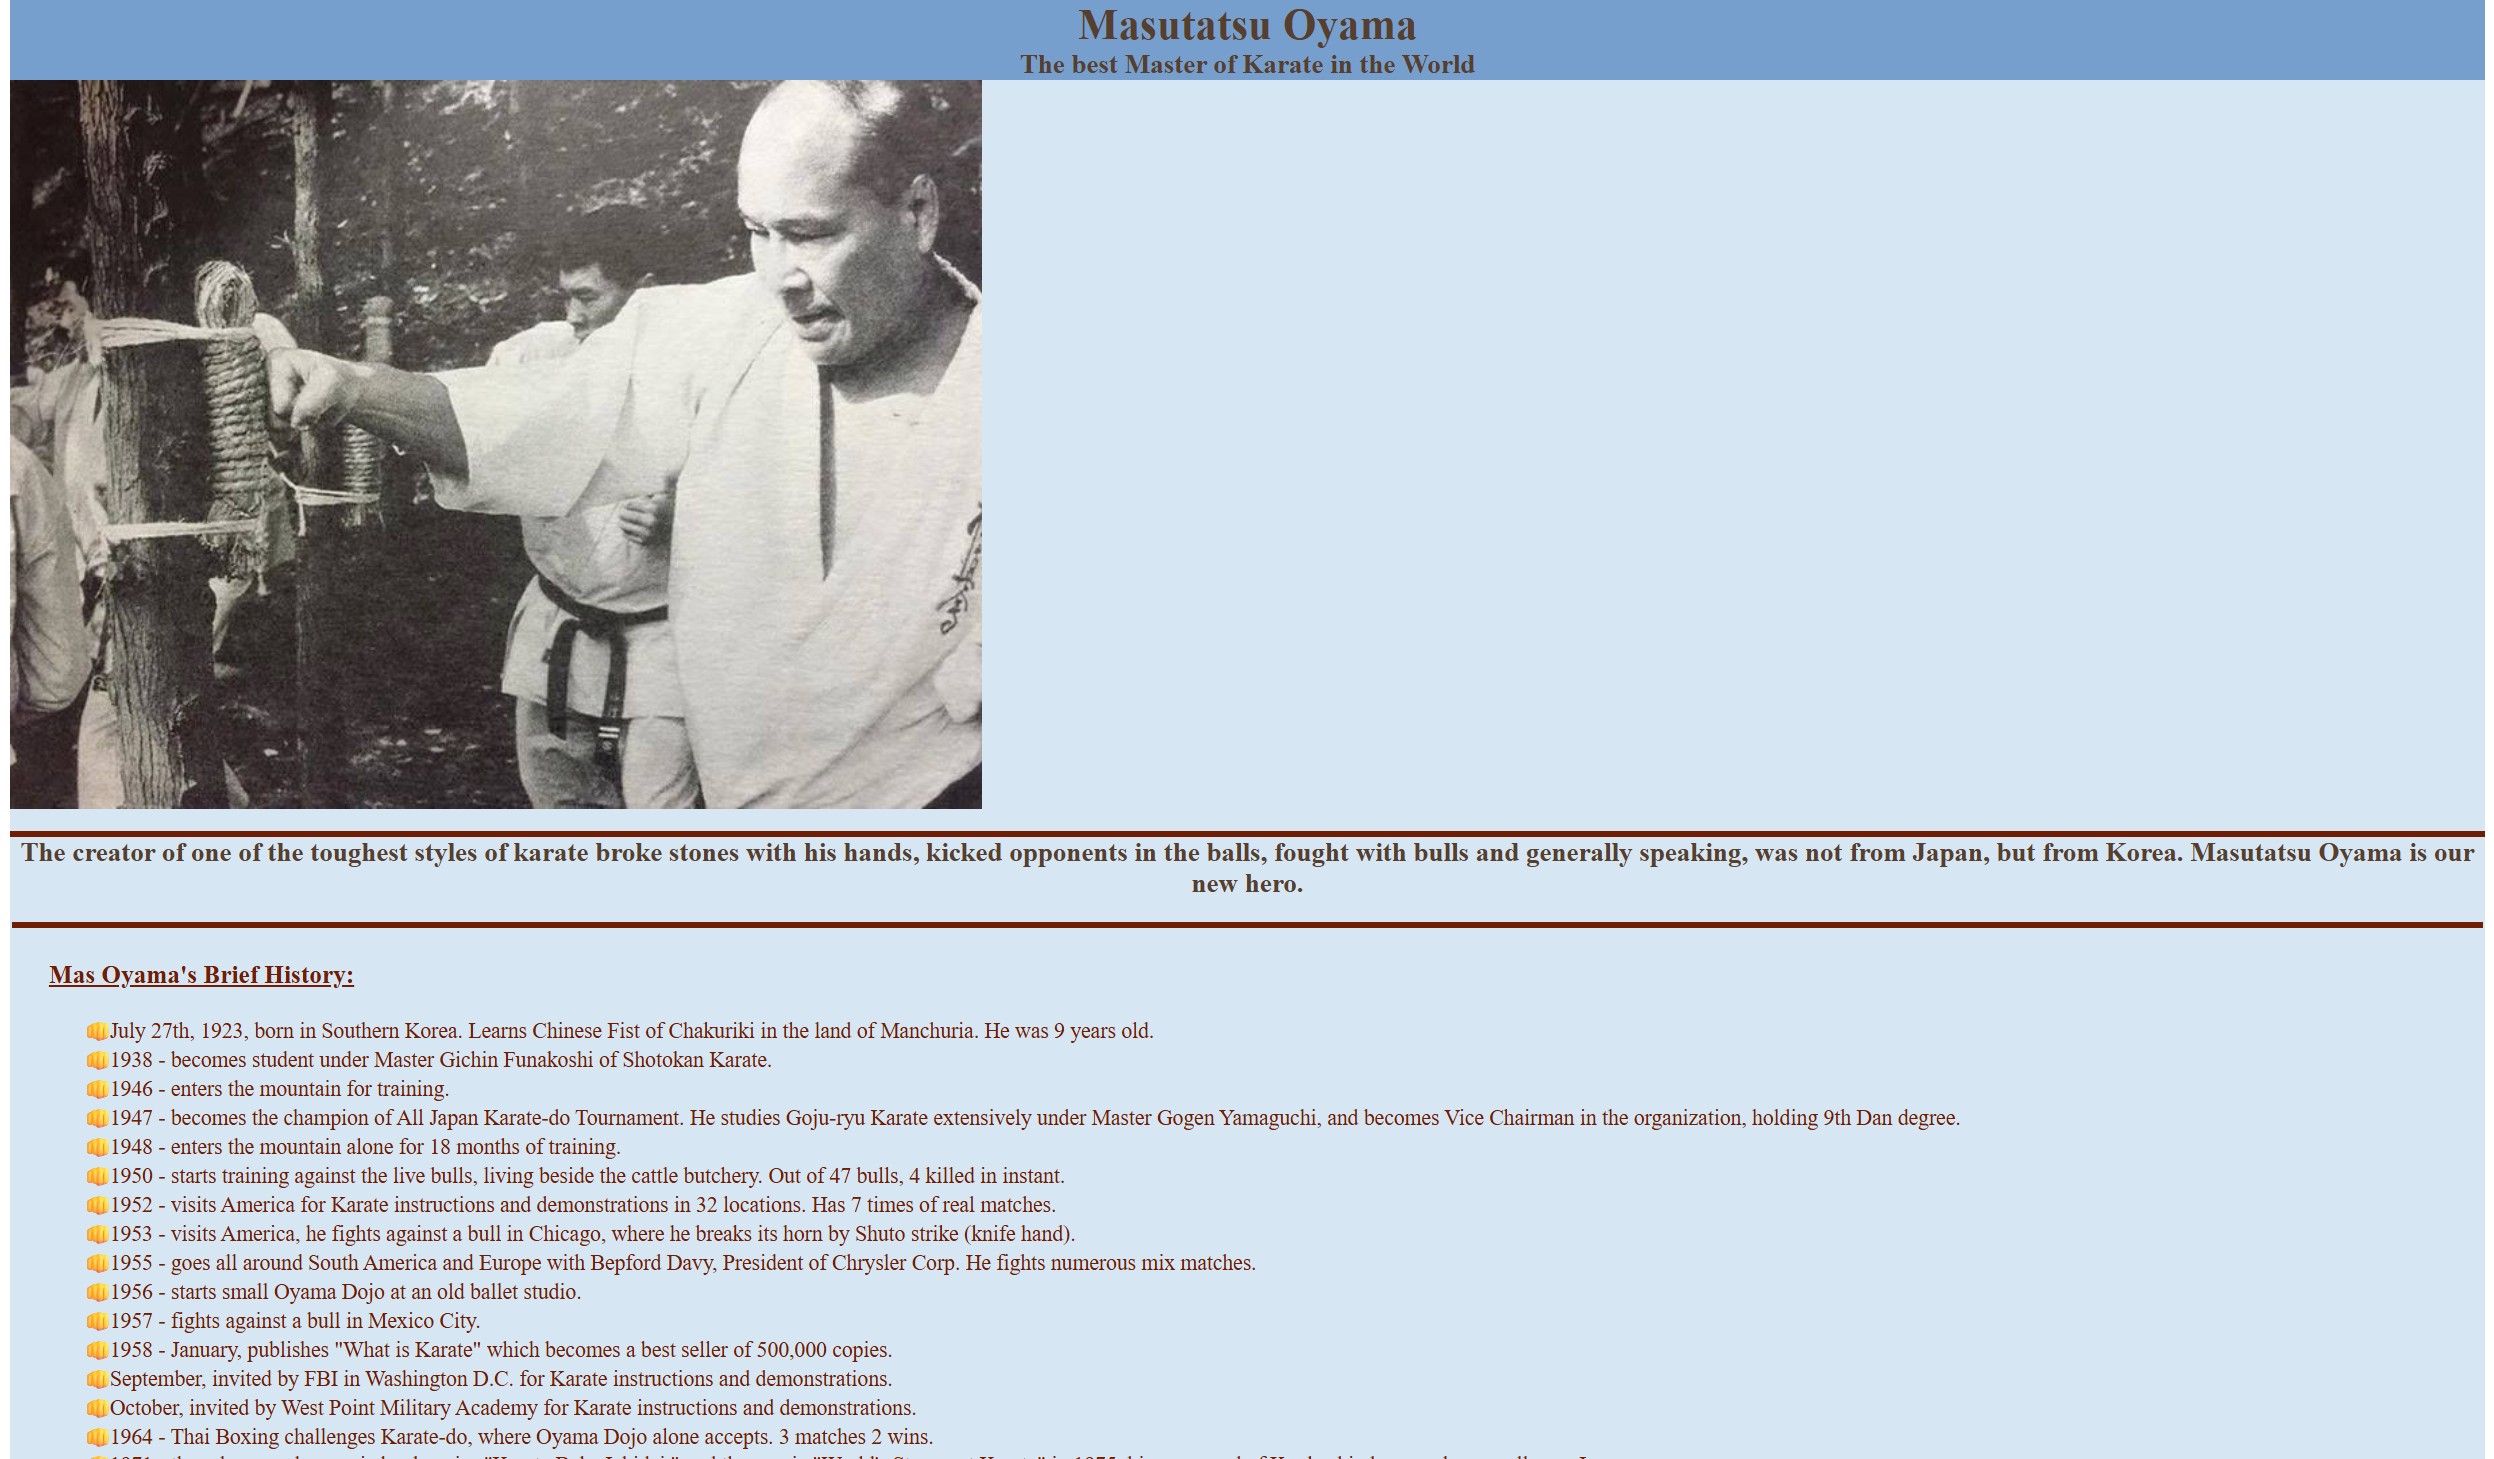 Masutatsu Oyama
The best Master of Karate in the World
The creator of one of the toughest styles of karate broke stones with his hands, kicked opponents in the balls, fought with bulls and generally speaking, was not from Japan, but from Korea. Masutatsu Oyama is our
new hero.
Mas Oyama's Brief History:
👊July 27th, 1923, born in Southern Korea. Learns Chinese Fist of Chakuriki in the land of Manchuria. He was 9 years old.
👊1938 - becomes student under Master Gichin Funakoshi of Shotokan Karate.
👊1946 - enters the mountain for training.
👊1947 - becomes the champion of All Japan Karate-do Tournament. He studies Goju-ryu Karate extensively under Master Gogen Yamaguchi, and becomes Vice Chairman in the organization, holding 9th Dan degree.
👊1948 - enters the mountain alone for 18 months of training.
👊1950 - starts training against the live bulls, living beside the cattle butchery. Out of 47 bulls, 4 killed in instant.
👊1952 - visits America for Karate instructions and demonstrations in 32 locations. Has 7 times of real matches.
👊1953 - visits America, he fights against a bull in Chicago, where he breaks its horn by Shuto strike (knife hand).
👊1955 - goes all around South America and Europe with Bepford Davy, President of Chrysler Corp. He fights numerous mix matches.
👊1956 - starts small Oyama Dojo at an old ballet studio.
👊1957 - fights against a bull in Mexico City.
👊1958 - January, publishes "What is Karate" which becomes a best seller of 500,000 copies.
👊September, invited by FBI in Washington D.C. for Karate instructions and demonstrations.
👊October, invited by West Point Military Academy for Karate instructions and demonstrations.
👊1964 - Thai Boxing challenges Karate-do, where Oyama Dojo alone accepts. 3 matches 2 wins.